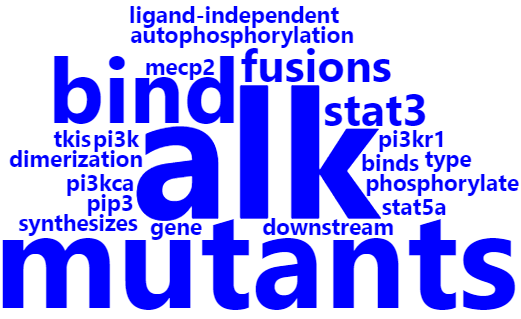 ligand-independent
autophosphorylation
mecp2 fusions
bind
stat3
alk
tkis pi3k pi3kr1
dimerization binds type
pi3kca phosphorylate
pip3 stat5a
synthesizes gene downstream
mutants